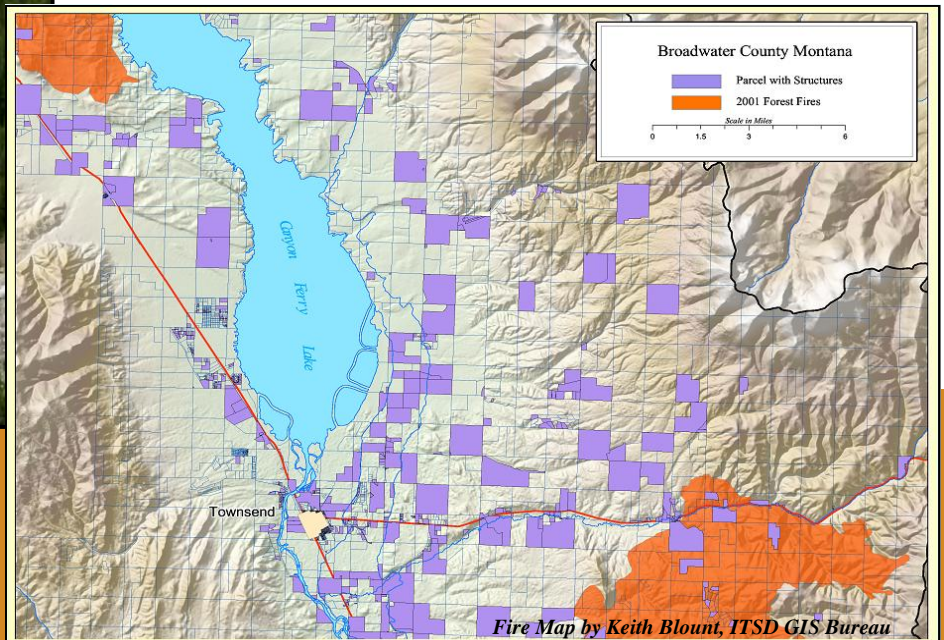 Broadwater County Montana
Parcel with Structures
2001 Forest Fires
Scale in Miles
0 1.5 3 6
Canyon
Ferry
Lake
Townsend
Fire Map by Keith Blount, ITSD GIS Bureau